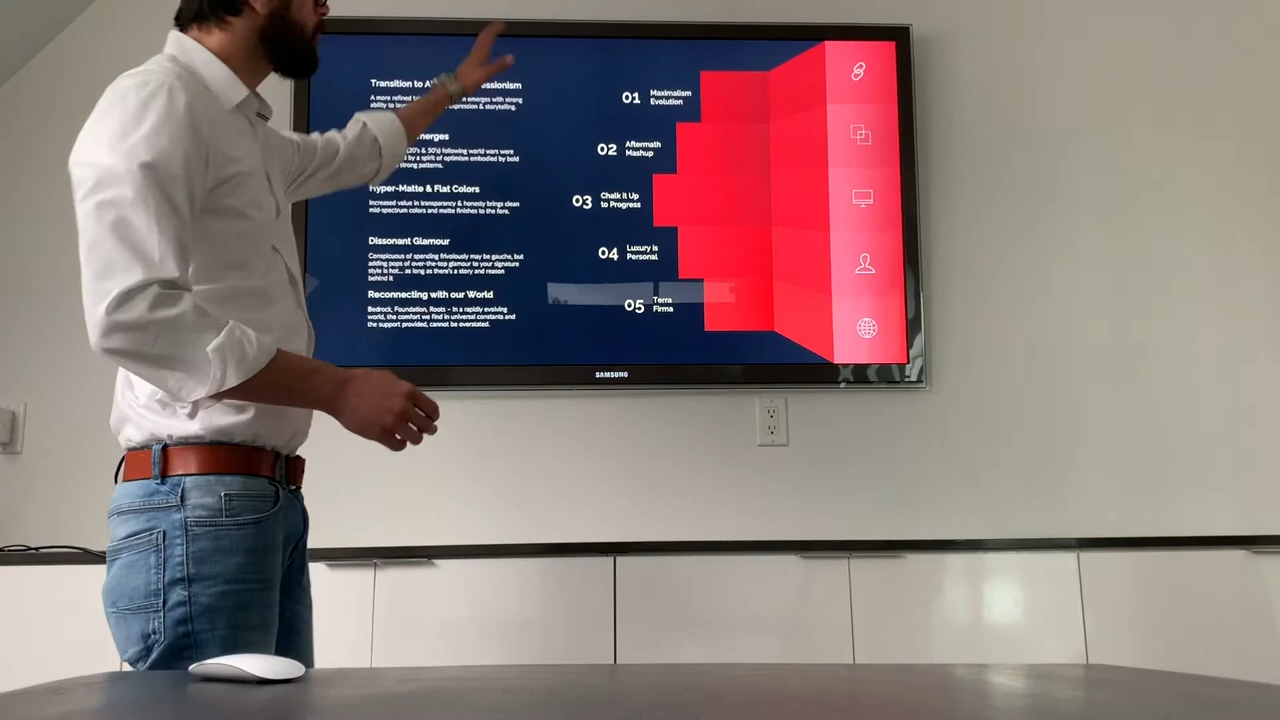 Transition to
essionism
01
Maximalism
Evolution
A more refined
emerges with strong
ability to
expression & storytelling.
merges
02
Aftermath
Mashup
(20's & 50's) following world wars were
by a spirit of optimism embodied by bold
strong patterns.
Hyper-Matte & Flat Colors
03
Chalk it Up
to Progress
Increased value in transparency & honesty brings clean
mid-spectrum colors and matte finishes to the fore.
Dissonant Glamour
04
Luxury is
Personal
Conspicuous of spending frivolously may be gauche, but
adding pops of over-the-top glamour to your signature
style is hot... as long as there's a story and reason
behind it
Reconnecting with our World
05
Terra
Firma
Bedrock, Foundation, Roots – In a rapidly evolving
world, the comfort we find in universal constants and
the support provided, cannot be overstated.
SAMSUNG